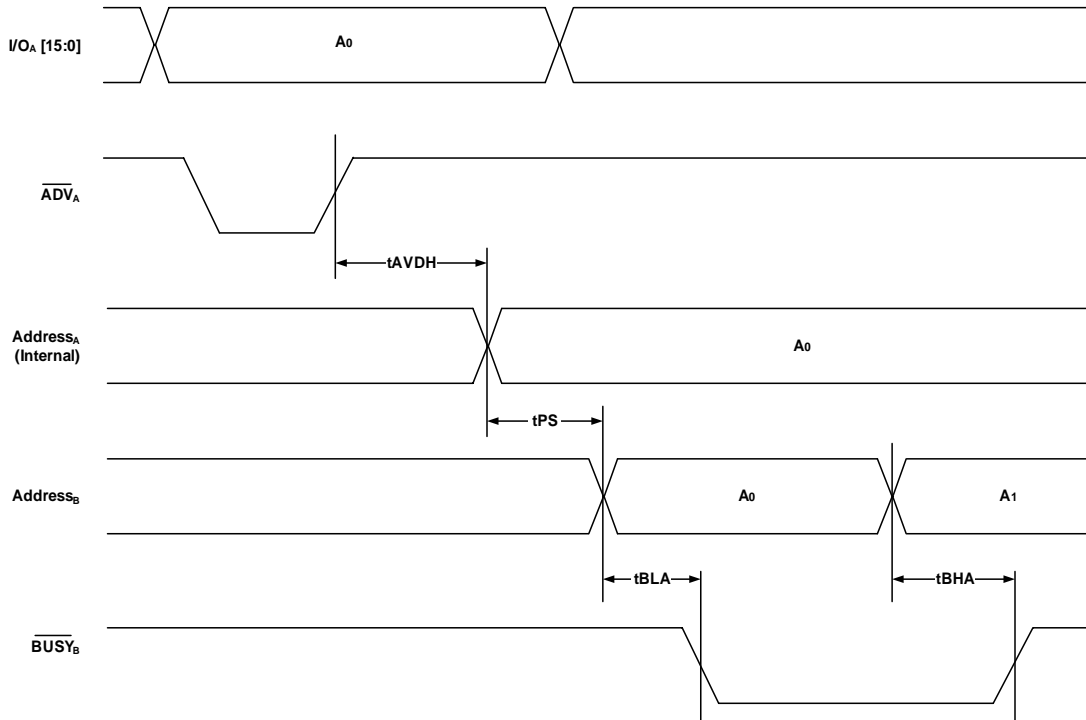 I/OA [15:0]
A0
ADVA
tAVDH
AddressA
(Internal)
A0
tPS
AddressB
A0
A1
tBLA
tBHA
BUSYB